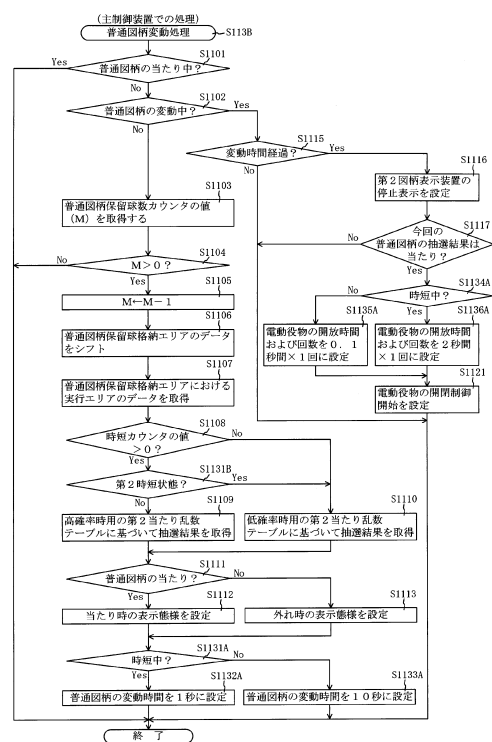 (主制御装置での処理)
普通図柄変動処理
S113B
S1101
普通図柄の当たり中?
Yes
No
S1102
普通図柄の変動中?
Yes
No
S1115
変動時間経過?
Yes
No
S1116
第2図柄表示装置の
停止表示を設定
S1117
今回の
普通図柄の抽選結果は
当たり?
No
Yes
S1134A
時短中?
No
Yes
S1135A
電動役物の開放時間
および回数を0.1
秒間×1回に設定
S1136A
電動役物の開放時間
および回数を2秒間
×1回に設定
S1121
電動役物の開閉制御
開始を設定
S1103
普通図柄保留球数カウンタの値
(M)を取得する
S1104
M>0?
No
Yes
S1105
M←M-1
S1106
普通図柄保留球格納エリアのデータ
をシフト
S1107
普通図柄保留球格納エリアにおける
実行エリアのデータを取得
S1108
時短カウンタの値
>0?
No
Yes
S1131B
第2時短状態?
Yes
No
S1109
高確率時用の第2当たり乱数
テーブルに基づいて抽選結果を取得
S1110
低確率時用の第2当たり乱数
テーブルに基づいて抽選結果を取得
S1111
普通図柄の当たり?
No
Yes
S1112
当たり時の表示態様を設定
S1113
外れ時の表示態様を設定
S1131A
時短中?
No
Yes
S1132A
普通図柄の変動時間を1秒に設定
S1133A
普通図柄の変動時間を10秒に設定
終了